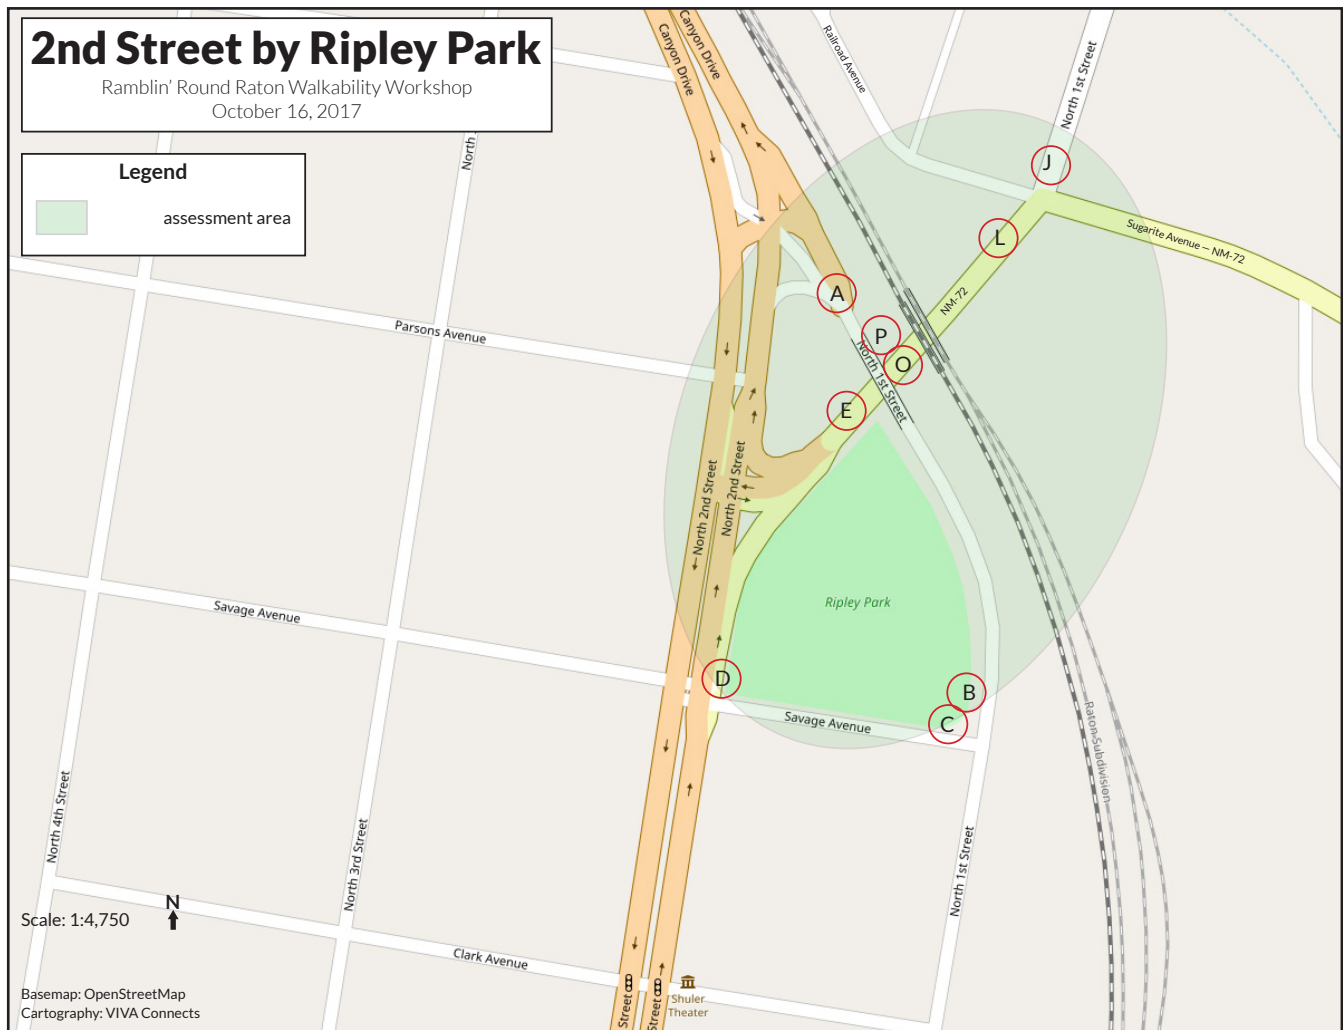 2nd Street by Ripley Park
Ramblin' Round Raton Walkability Workshop
October 16, 2017
Legend
assessment area
Canyon Drive
Canyon Drive
Railroad Avenue
North 1st Street
North
J
L
Sugarite Avenue — NM-72
NM-72
A
P
O
E
North 1st Street
Parsons Avenue
North 2nd Street
North 2nd Street
Ripley Park
Savage Avenue
D
B
C
Savage Avenue
Raton Subdivision
North 4th Street
North 3rd Street
North 1st Street
N
Scale: 1:4,750
Clark Avenue
Street
Street
Shuler
Theater
Basemap: OpenStreetMap
Cartography: VIVA Connects